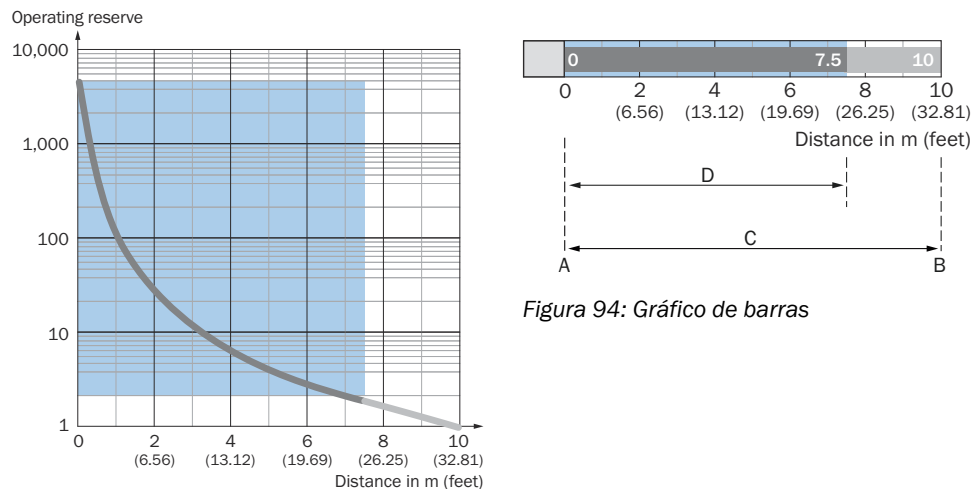 Operating reserve
10,000
1,000
100
10
1
0 2 4 6 8 10
(6.56) (13.12) (19.69) (26.25) (32.81)
Distance in m (feet)
0 7.5 10
0 2 4 6 8 10
(6.56) (13.12) (19.69) (26.25) (32.81)
Distance in m (feet)
D
C
A B
Figura 94: Gráfico de barras